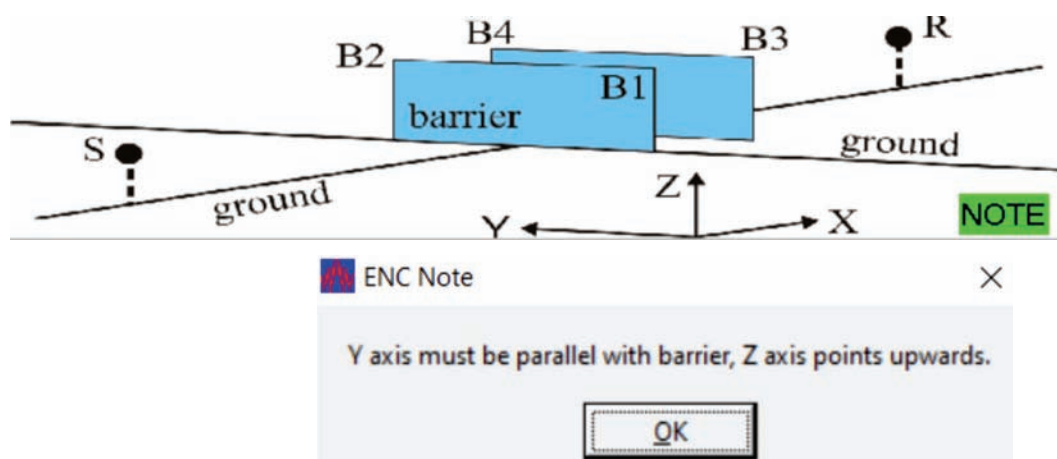 B4
B3
R
B2
B1
barrier
S
ground
ground
Z
Y
X
NOTE
ENC Note
Y axis must be parallel with barrier, Z axis points upwards.
OK